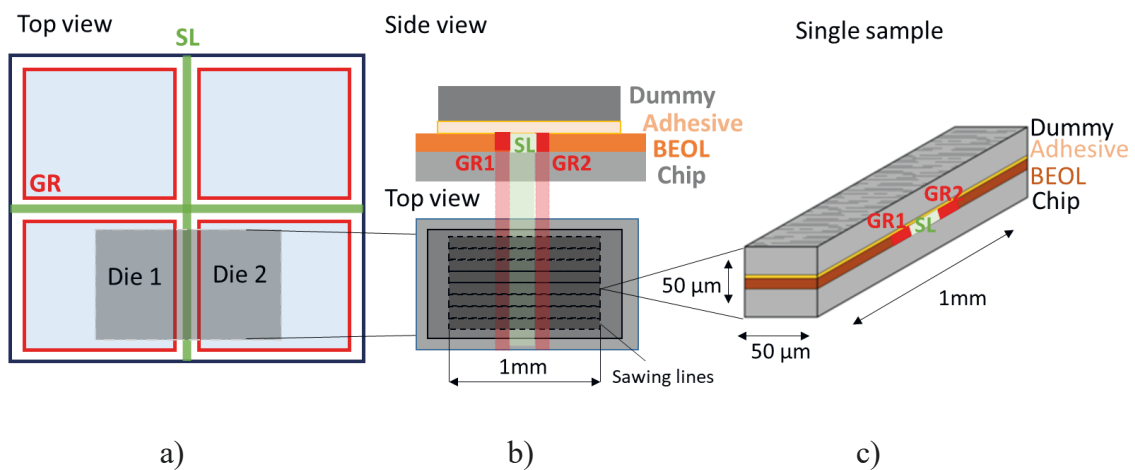 Top view
SL
GR
Die 1
Die 2
a)
Side view
Dummy
Adhesive
SL
BEOL
GR1
GR2
Chip
Top view
1mm
Sawing lines
b)
Single sample
Dummy
Adhesive
BEOL
Chip
GR2
GR1
SL
50 µm
1mm
50 µm
c)